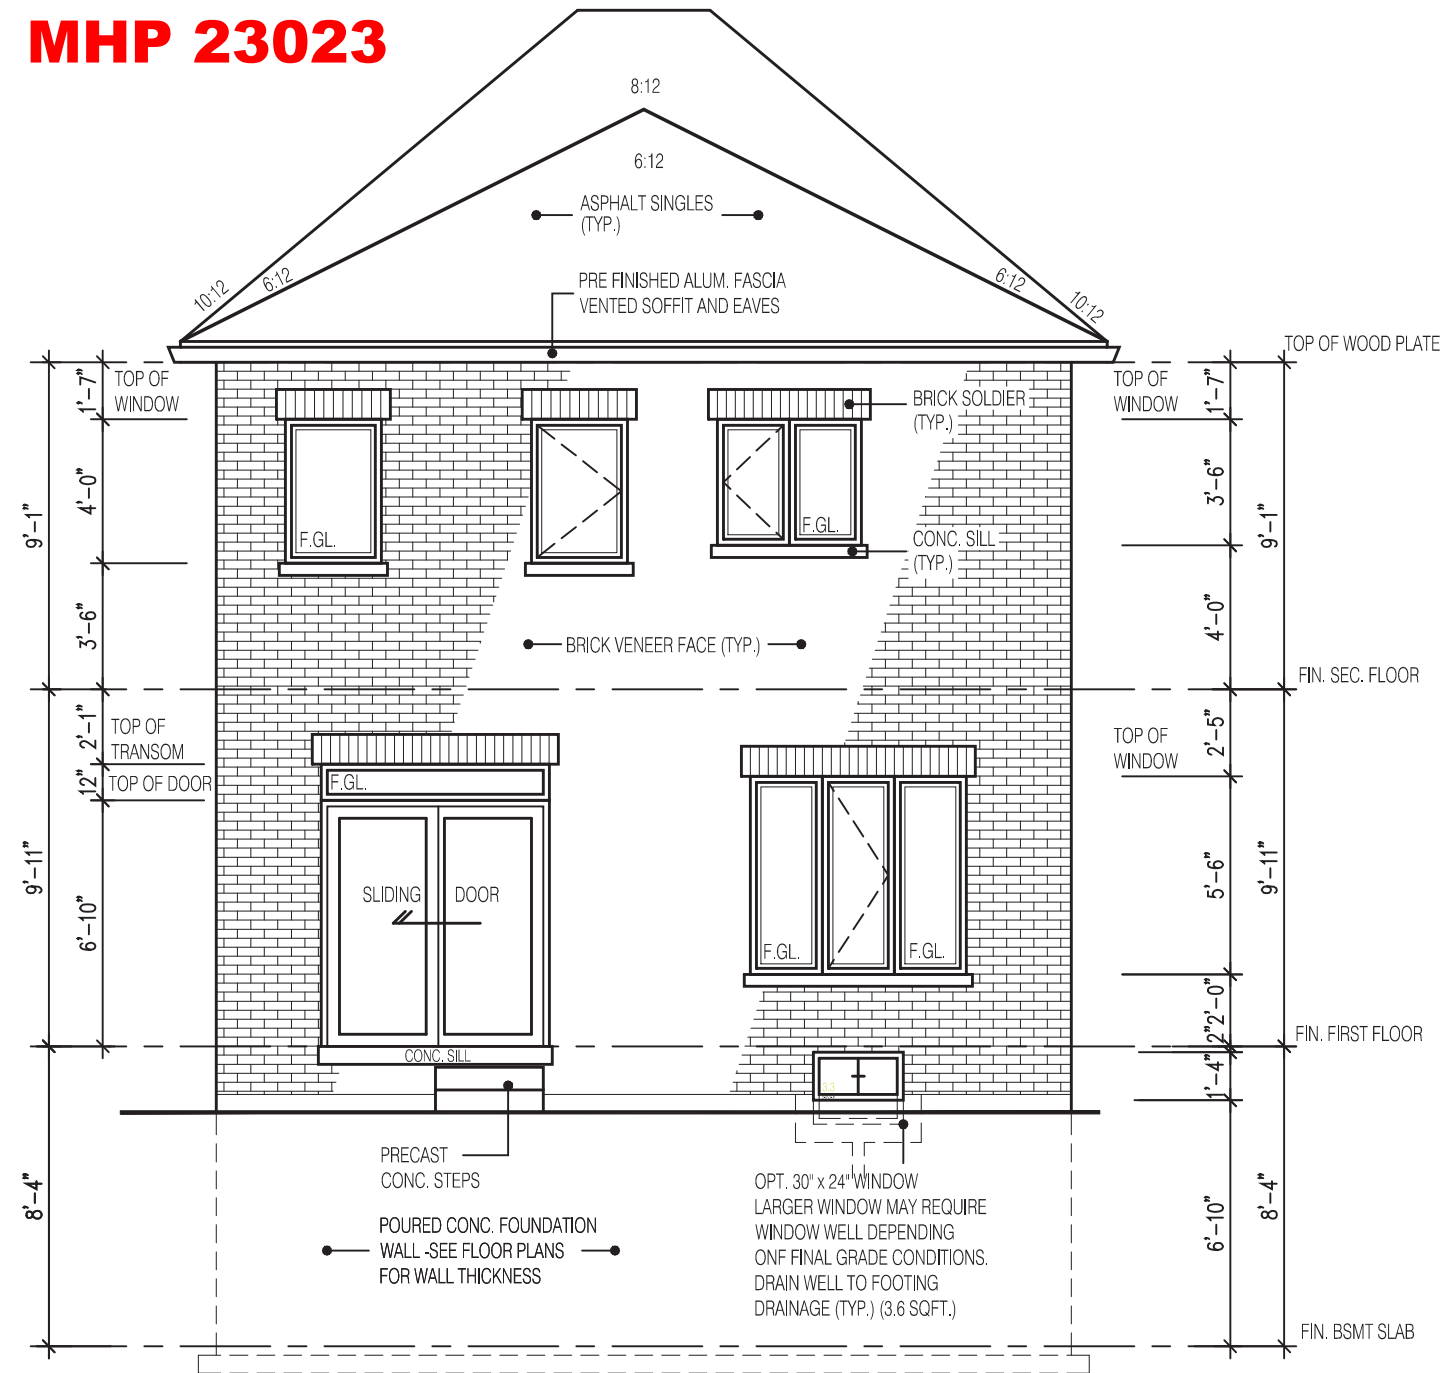 MHP 23023
8:12
6:12
ASPHALT SINGLES
(TYP.)
PRE FINISHED ALUM. FASCIA
VENTED SOFFIT AND EAVES
10:12
6:12
6:12
10:12
TOP OF WOOD PLATE
TOP OF
WINDOW
1'-7"
4'-0"
9'-1"
3'-6"
F.GL.
F.GL.
BRICK SOLDIER
(TYP.)
CONC. SILL
(TYP.)
TOP OF
WINDOW
1'-7"
3'-6"
9'-1"
4'-0"
BRICK VENEER FACE (TYP.)
FIN. SEC. FLOOR
2'-1"
TOP OF
TRANSOM
12"
TOP OF DOOR
F.GL.
9'-11"
6'-10"
SLIDING DOOR
CONC. SILL
F.GL.
F.GL.
TOP OF
WINDOW
2'-5"
5'-6"
9'-11"
2'-0"
2"
FIN. FIRST FLOOR
1'-4"
3.3
PRECAST
CONC. STEPS
POURED CONC. FOUNDATION
WALL -SEE FLOOR PLANS
FOR WALL THICKNESS
8'-4"
OPT. 30" x 24" WINDOW
LARGER WINDOW MAY REQUIRE
WINDOW WELL DEPENDING
ONF FINAL GRADE CONDITIONS.
DRAIN WELL TO FOOTING
DRAINAGE (TYP.) (3.6 SQFT.)
6'-10"
8'-4"
FIN. BSMT SLAB